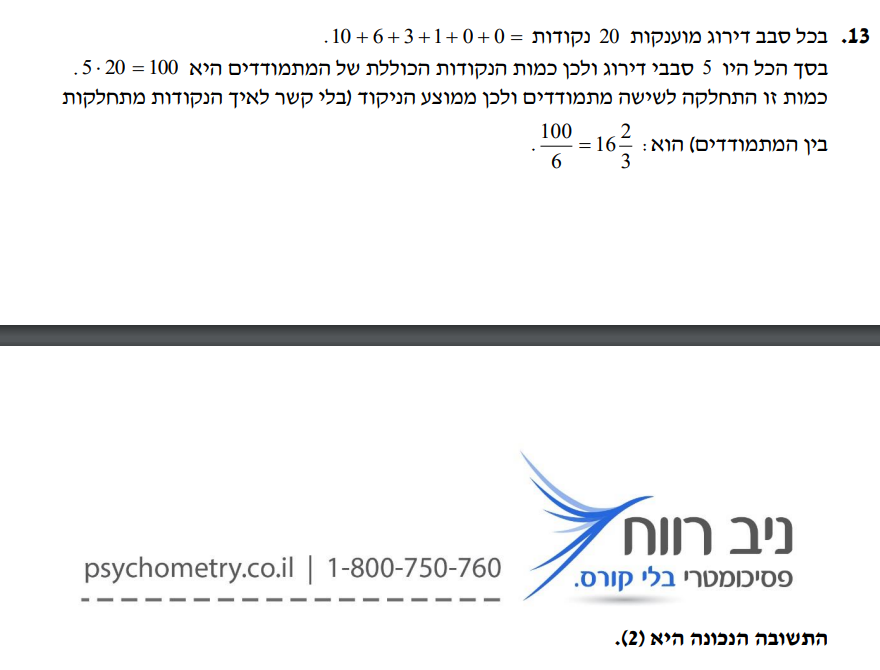 13. בכל סבב דירוג מוענקות 20 נקודות = 10 + 6 + 3 + 1 + 0 + 0.
בסך הכל היו 5 סבבי דירוג ולכן כמות הנקודות הכוללת של המתמודדים היא 5 · 20 = 100.
כמות זו התחלקה לשישה מתמודדים ולכן ממוצע הניקוד (בלי קשר לאיך הנקודות מתחלקות
בין המתמודדים) הוא: 100/6 = 16 2/3.
ניב רווח
פסיכומטרי בלי קורס.
psychometry.co.il | 1-800-750-760
התשובה הנכונה היא (2).